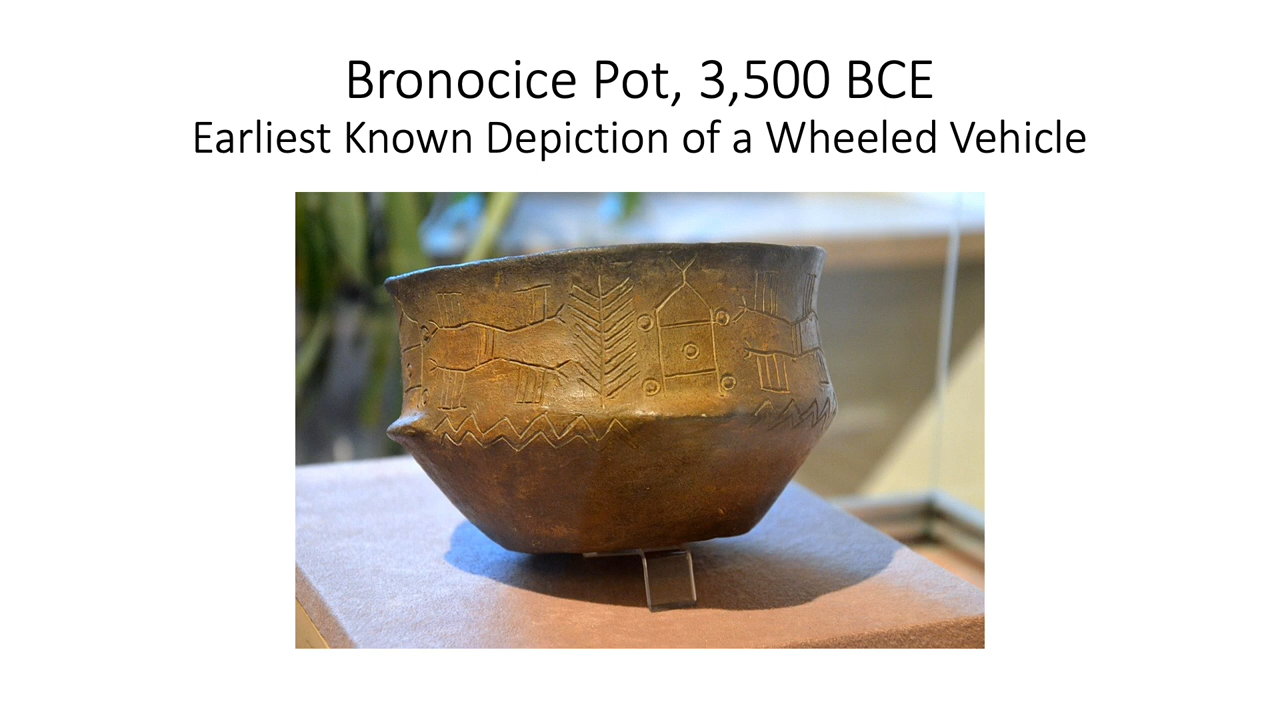 Bronocice Pot, 3,500 BCE
Earliest Known Depiction of a Wheeled Vehicle